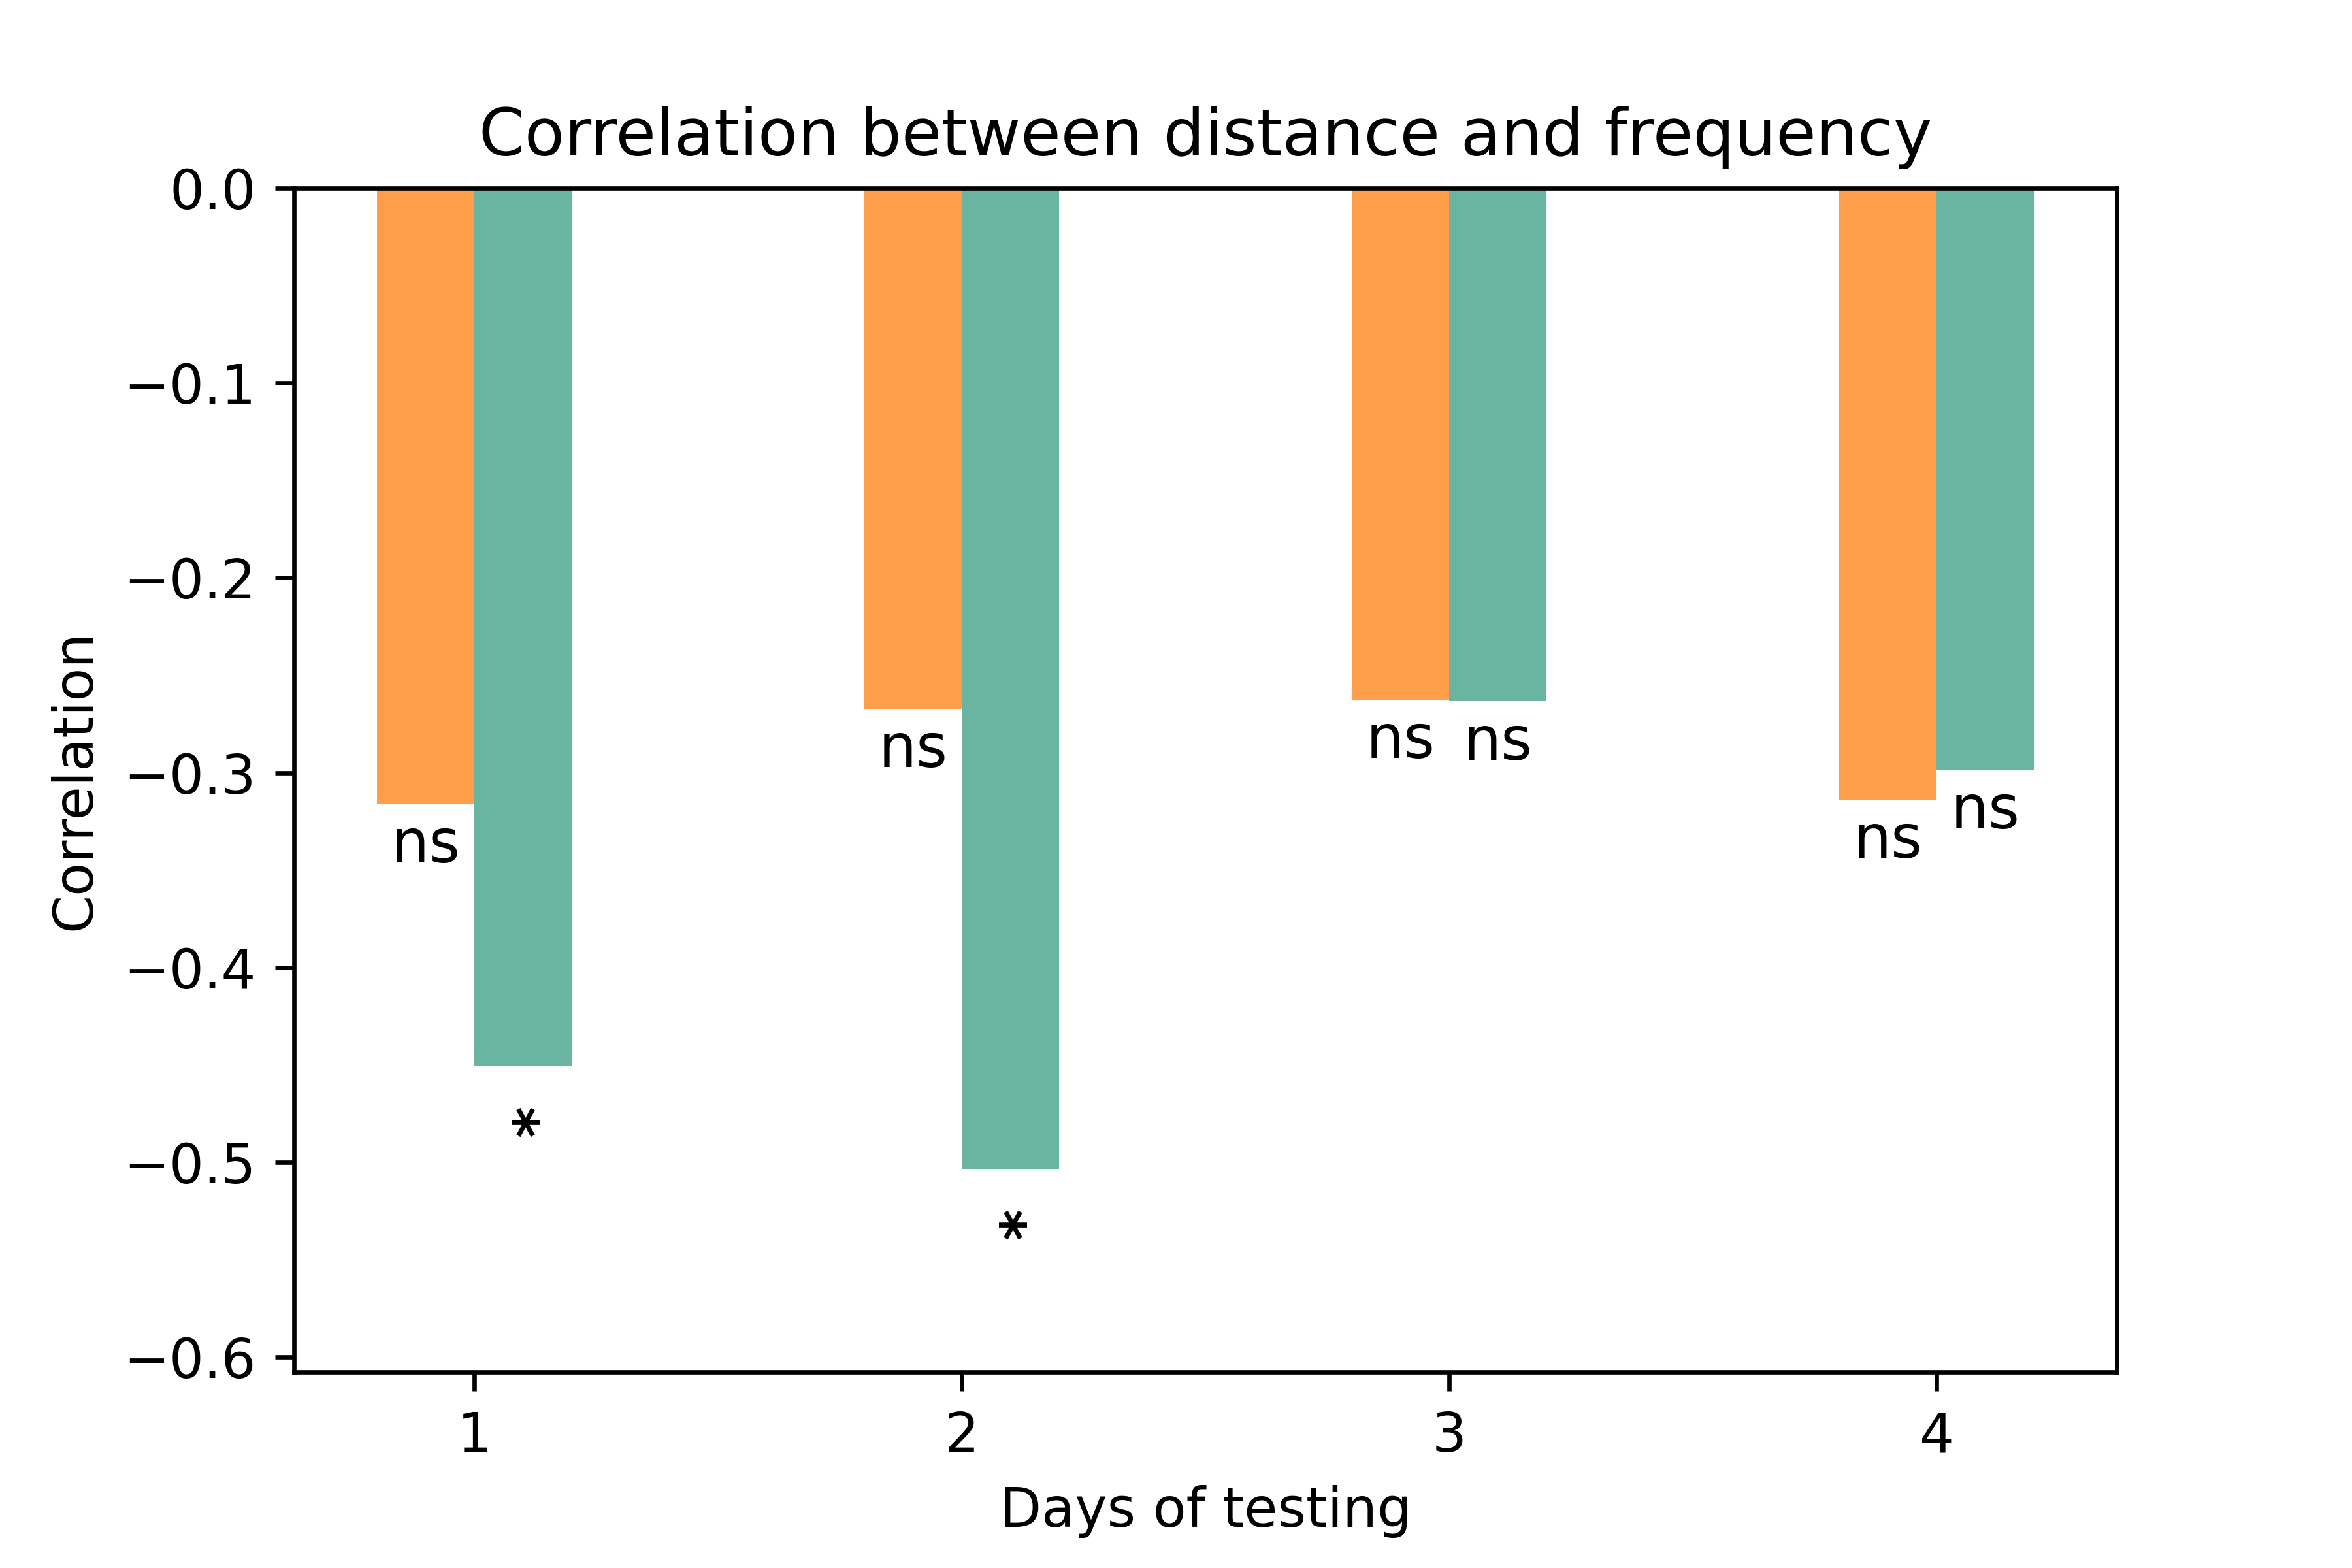 Correlation between distance and frequency
0.0
−0.1
−0.2
−0.3
−0.4
−0.5
−0.6
Correlation
ns
*
ns
*
ns
ns
ns
ns
1
2
3
4
Days of testing